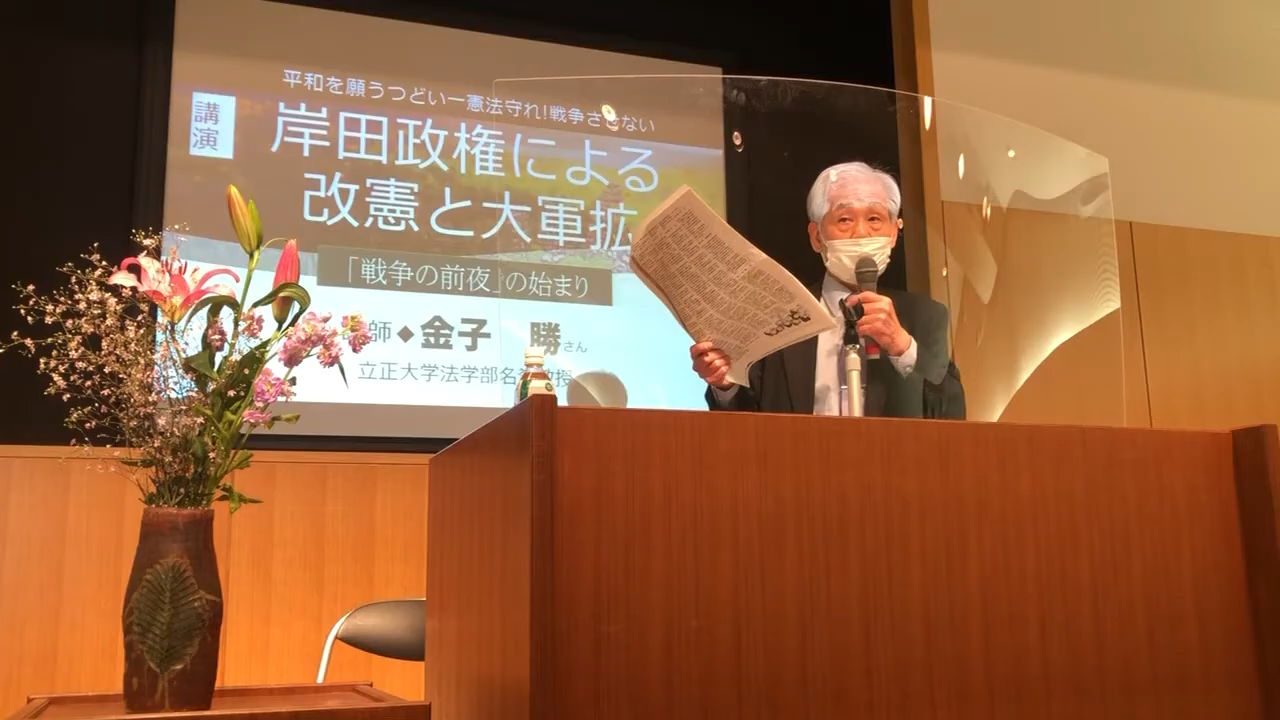 平和を願うつどいー憲法守れ!戦争させない
講演
岸田政権による
改憲と大軍拡
「戦争の前夜」の始まり
師◆金子 勝さん
立正大学法学部名誉教授